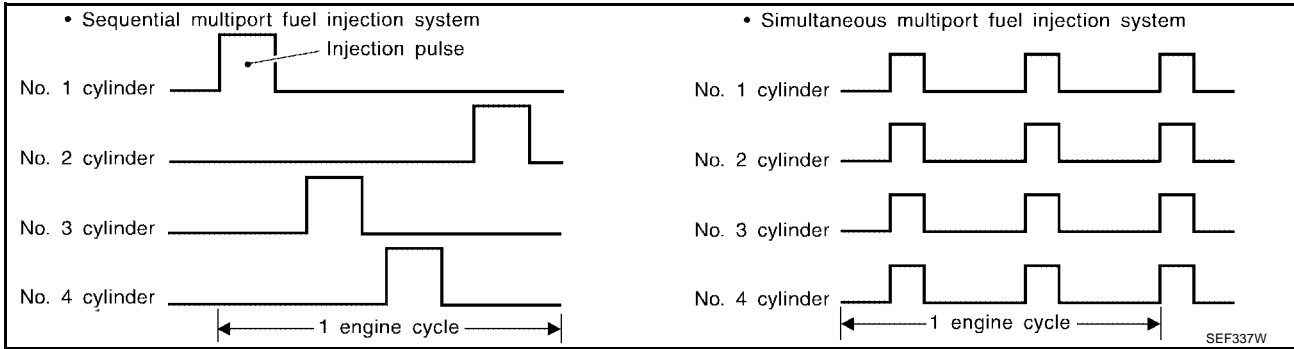 • Sequential multiport fuel injection system
Injection pulse
No. 1 cylinder
No. 2 cylinder
No. 3 cylinder
No. 4 cylinder
1 engine cycle
• Simultaneous multiport fuel injection system
No. 1 cylinder
No. 2 cylinder
No. 3 cylinder
No. 4 cylinder
1 engine cycle
SEF337W